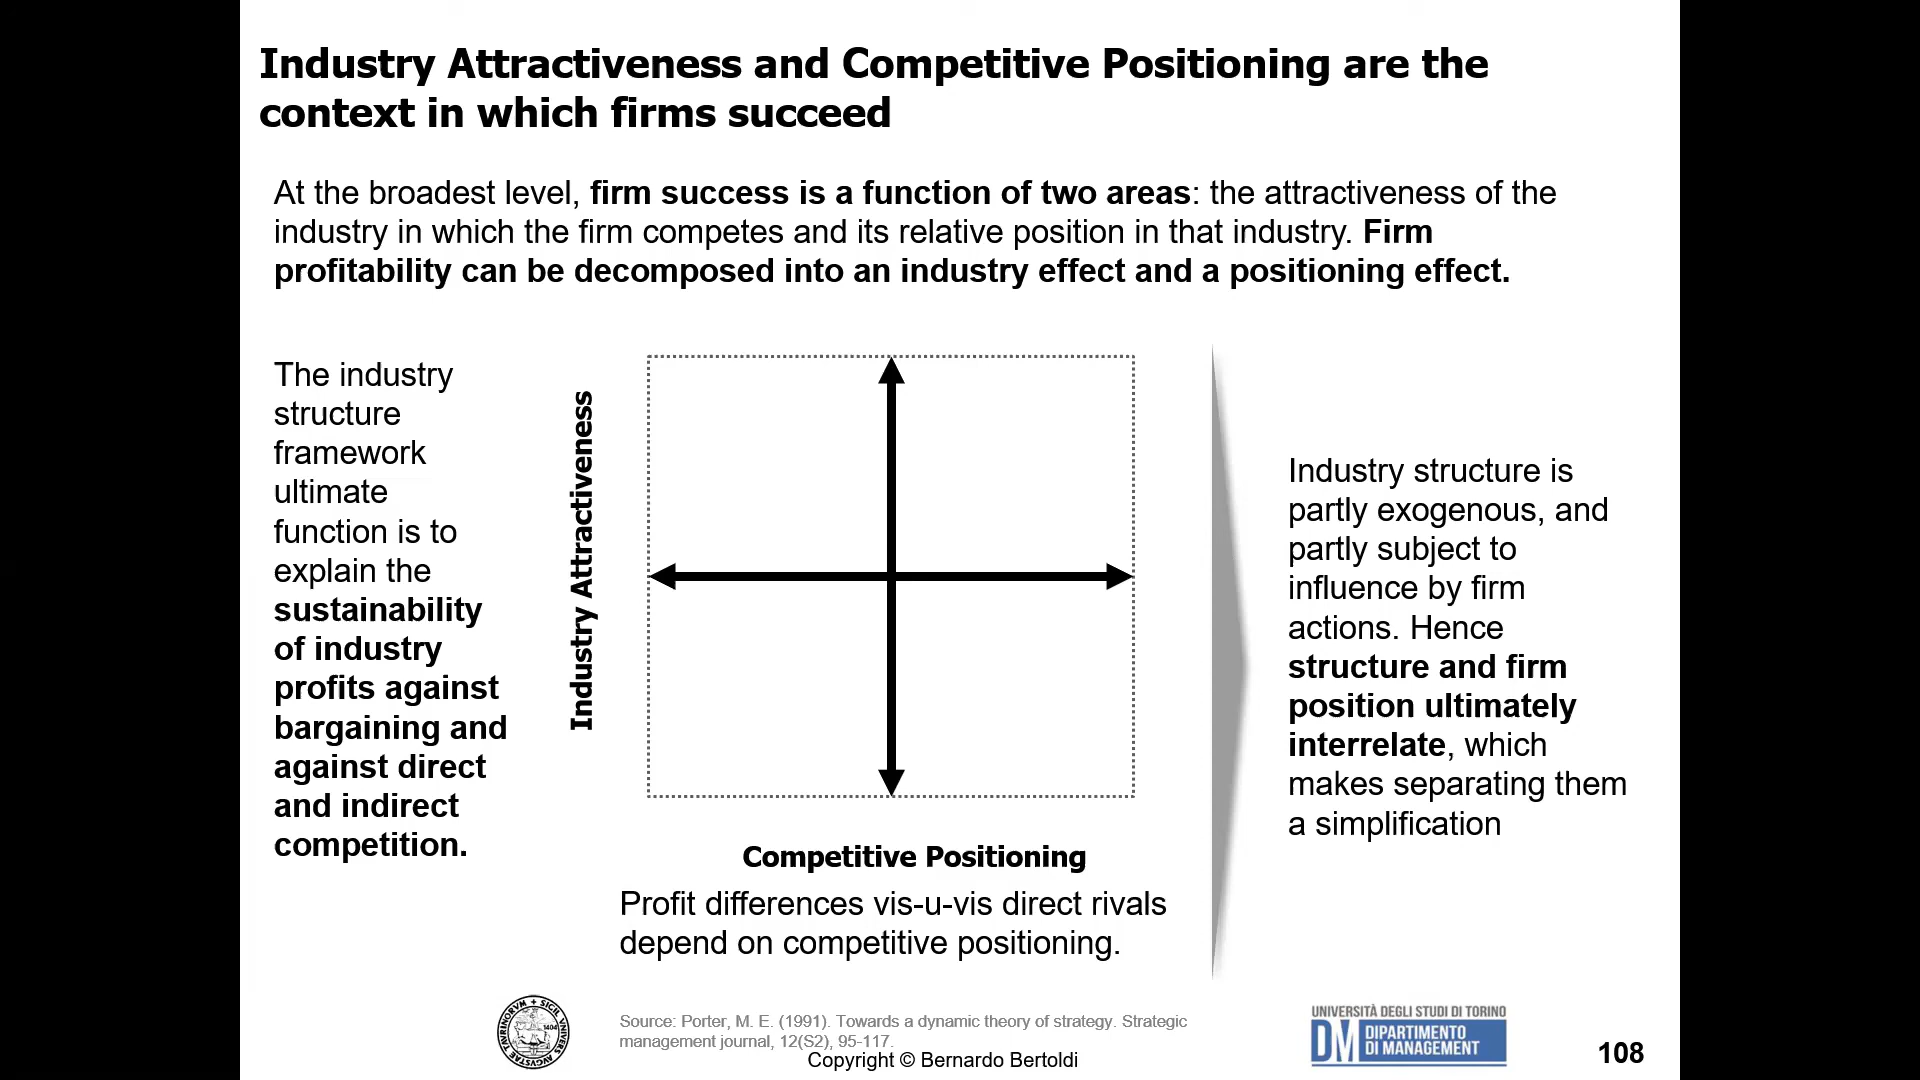 Industry Attractiveness and Competitive Positioning are the
context in which firms succeed
At the broadest level, firm success is a function of two areas: the attractiveness of the
industry in which the firm competes and its relative position in that industry. Firm
profitability can be decomposed into an industry effect and a positioning effect.
The industry
structure
framework
ultimate
function is to
explain the
sustainability
of industry
profits against
bargaining and
against direct
and indirect
competition.
Industry Attractiveness
Competitive Positioning
Profit differences vis-u-vis direct rivals
depend on competitive positioning.
Industry structure is
partly exogenous, and
partly subject to
influence by firm
actions. Hence
structure and firm
position ultimately
interrelate, which
makes separating them
a simplification
1404
Source: Porter, M. E. (1991). Towards a dynamic theory of strategy. Strategic
management journal, 12(S2), 95-117.
Copyright © Bernardo Bertoldi
UNIVERSITÀ DEGLI STUDI DI TORINO
DM DIPARTIMENTO
DI MANAGEMENT
108